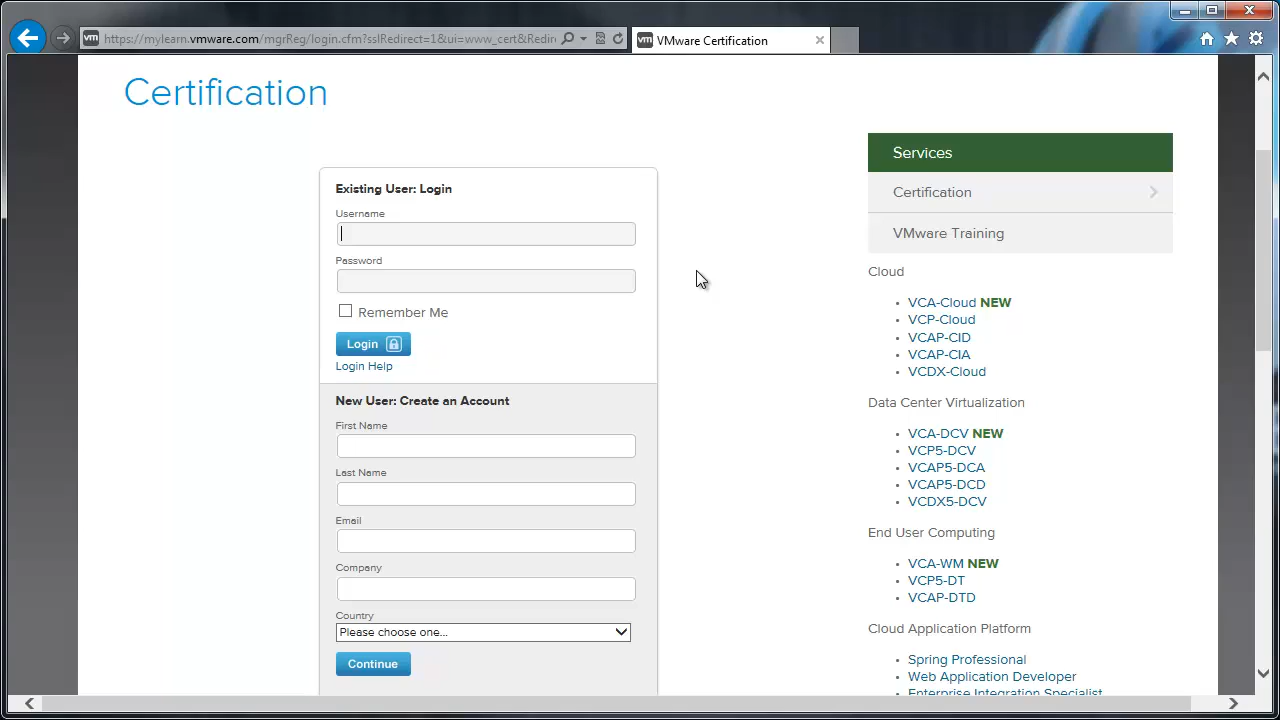 vm https://mylearn.vmware.com/mgrReg/login.cfm?sslRedirect=1&ui=www_cert&Redire
vm VMware Certification
Certification
Existing User: Login
Username
Password
Remember Me
Login
Login Help
New User: Create an Account
First Name
Last Name
Email
Company
Country
Please choose one...
Continue
Services
Certification
VMware Training
Cloud
VCA-Cloud NEW
VCP-Cloud
VCAP-CID
VCAP-CIA
VCDX-Cloud
Data Center Virtualization
VCA-DCV NEW
VCP5-DCV
VCAP5-DCA
VCAP5-DCD
VCDX5-DCV
End User Computing
VCA-WM NEW
VCP5-DT
VCAP-DTD
Cloud Application Platform
Spring Professional
Web Application Developer
Enterprise Integration Specialist